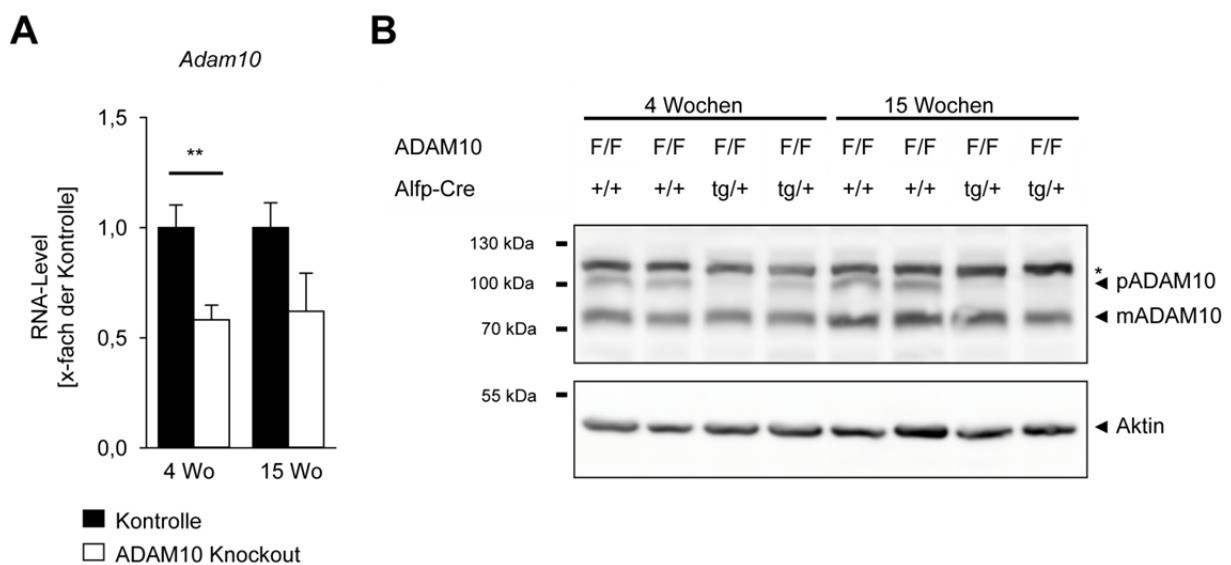 A
Adam10
RNA-Level
[x-fach der Kontrolle]
1,5
1,0
0,5
0,0
**
4 Wo 15 Wo
Kontrolle
ADAM10 Knockout
B
4 Wochen 15 Wochen
ADAM10 F/F F/F F/F F/F F/F F/F F/F F/F
Alfp-Cre +/+ +/+ tg/+ tg/+ +/+ +/+ tg/+ tg/+
130 kDa
*
100 kDa pADAM10
mADAM10
70 kDa
55 kDa
Aktin